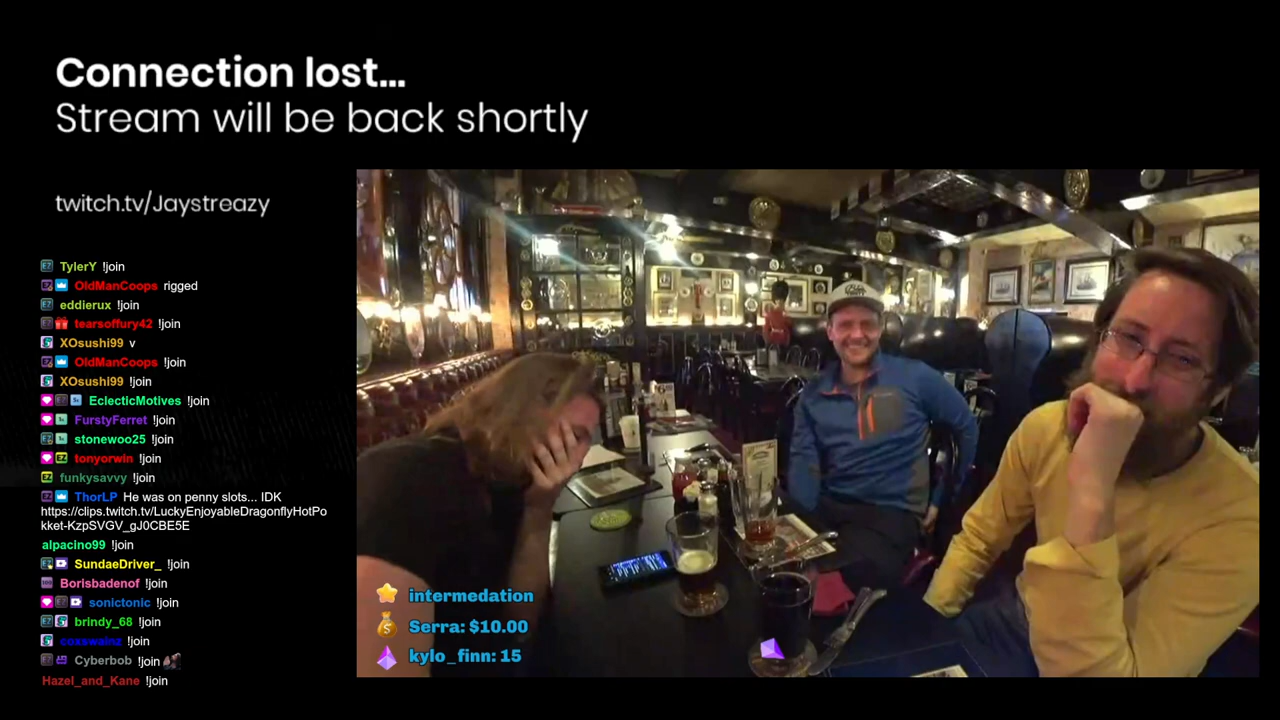 Connection lost...
Stream will be back shortly
twitch.tv/Jaystreazy
TylerY !join
OldManCoops rigged
eddierux !join
tearsoffury42 !join
XOsushi99 v
OldManCoops !join
XOsushi99 !join
EclecticMotives !join
FurstyFerret !join
stonewoo25 !join
tonyorwin !join
funkysavvy !join
ThorLP He was on penny slots... IDK
https://clips.twitch.tv/LuckyEnjoyableDragonflyHotPo
kket-KzpSVGV_gJ0CBE5E
alpacino99 !join
SundaeDriver_ !join
Borisbadenof !join
sonictonic !join
brindy_68 !join
coxswainz !join
Cyberbob !join
Hazel_and_Kane !join
intermedation
Serra: $10.00
kylo_finn: 15